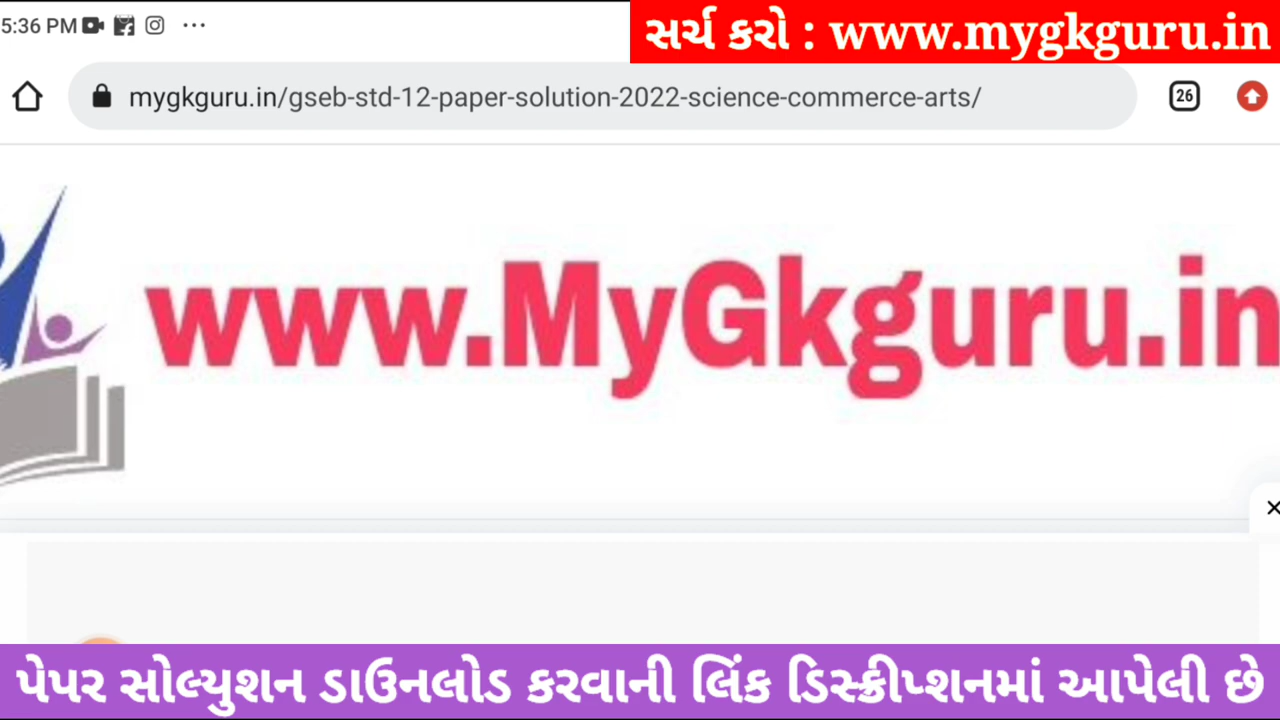 5:36 PM
સર્ચ કરો : www.mygkguru.in
mygkguru.in/gseb-std-12-paper-solution-2022-science-commerce-arts/
26
www.MyGkguru.in
પેપર સોલ્યુશન ડાઉનલોડ કરવાની લિંક ડિસ્ક્રીપ્શનમાં આપેલી છે